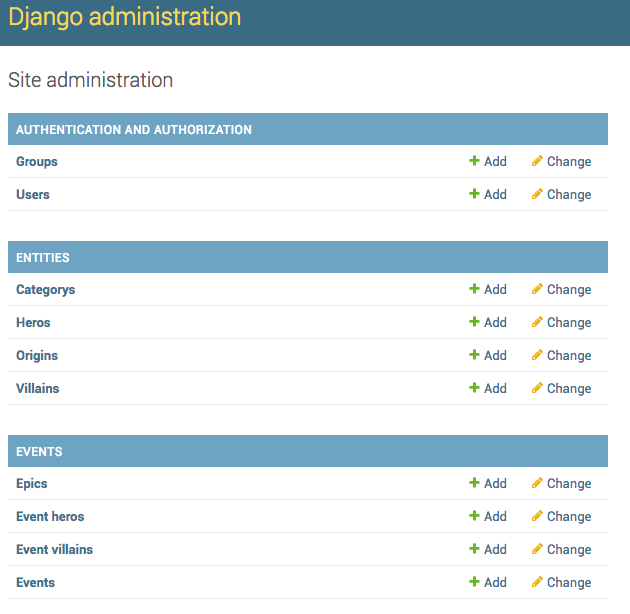 Django administration
Site administration
AUTHENTICATION AND AUTHORIZATION
Groups Add Change
Users Add Change
ENTITIES
Categorys Add Change
Heros Add Change
Origins Add Change
Villains Add Change
EVENTS
Epics Add Change
Event heros Add Change
Event villains Add Change
Events Add Change